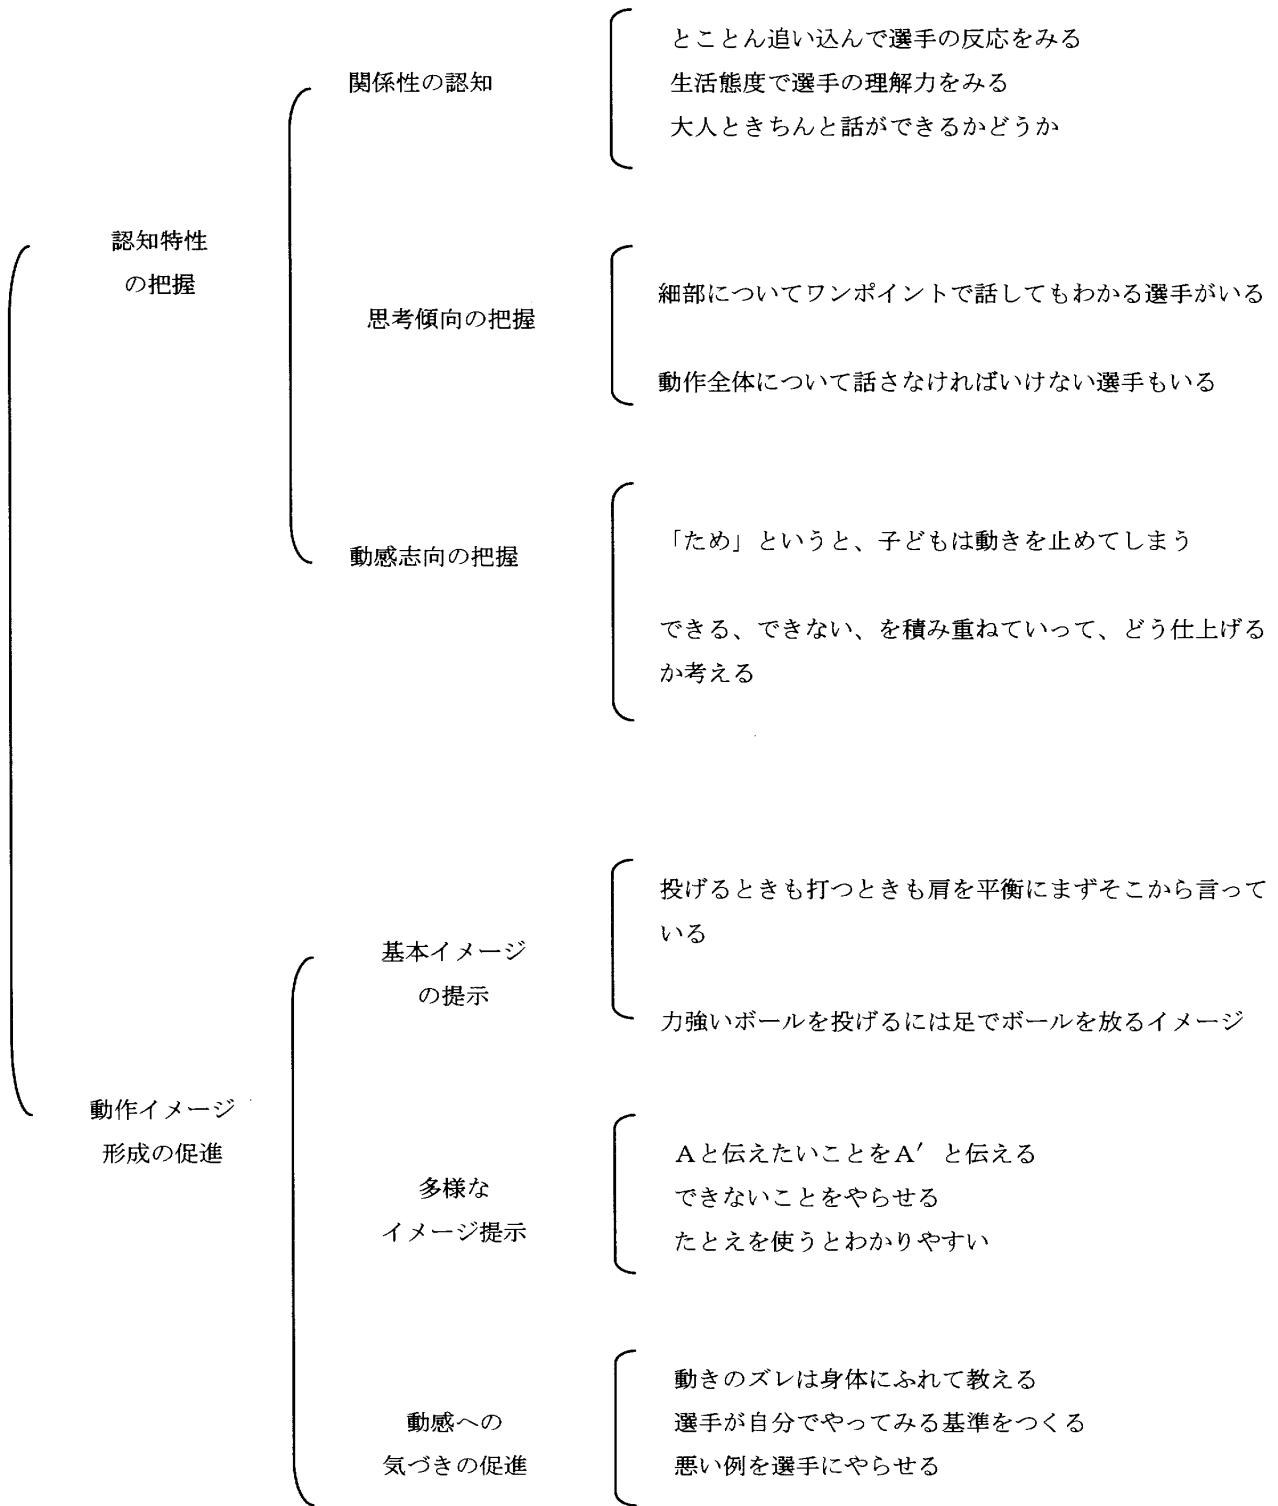 とことん追い込んで選手の反応をみる
関係性の認知
生活態度で選手の理解力をみる
大人ときちんと話ができるかどうか
認知特性
の把握
思考傾向の把握
細部についてワンポイントで話してもわかる選手がいる
動作全体について話さなければいけない選手もいる
動感志向の把握
「ため」というと、子どもは動きを止めてしまう
できる、できない、を積み重ねていって、どう仕上げる
か考える
投げるときも打つときも肩を平衡にまずそこから言って
いる
基本イメージ
の提示
力強いボールを投げるには足でボールを放るイメージ
動作イメージ
形成の促進
多様な
イメージ提示
Aと伝えたいことをA′と伝える
できないことをやらせる
たとえを使うとわかりやすい
動感への
気づきの促進
動きのズレは身体にふれて教える
選手が自分でやってみる基準をつくる
悪い例を選手にやらせる